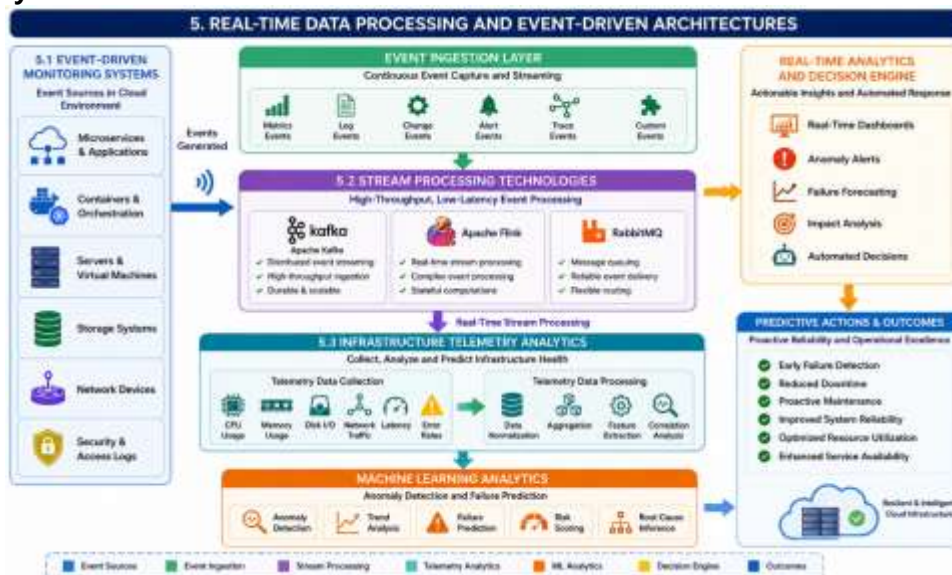 5. REAL-TIME DATA PROCESSING AND EVENT-DRIVEN ARCHITECTURES
5.1 EVENT-DRIVEN
MONITORING SYSTEMS
Event Sources in Cloud
Environment
Microservices
& Applications
Containers &
Orchestration
Servers &
Virtual Machines
Storage Systems
Network Devices
Security &
Access Logs
Events
Generated
EVENT INGESTION LAYER
Continuous Event Capture and Streaming
Metrics
Events
Log
Events
Change
Events
Alert
Events
Trace
Events
Custom
Events
5.2 STREAM PROCESSING TECHNOLOGIES
High-Throughput, Low-Latency Event Processing
kafka
Apache Kafka
✓ Distributed event streaming
✓ High-throughput ingestion
✓ Durable & scalable
Apache Flink
✓ Real-time stream processing
✓ Complex event processing
✓ Stateful computations
RabbitMQ
✓ Message queuing
✓ Reliable event delivery
✓ Flexible routing
Real-Time Stream Processing
5.3 INFRASTRUCTURE TELEMETRY ANALYTICS
Collect, Analyze and Predict Infrastructure Health
Telemetry Data Collection
CPU
Usage
Memory
Usage
Disk I/O
Network
Traffic
Latency
Error
Rates
Telemetry Data Processing
Data
Normalization
Aggregation
Feature
Extraction
Correlation
Analysis
MACHINE LEARNING ANALYTICS
Anomaly Detection and Failure Prediction
Anomaly
Detection
Trend
Analysis
Failure
Prediction
Risk
Scoring
Root Cause
Inference
REAL-TIME ANALYTICS
AND DECISION ENGINE
Actionable Insights and Automated Response
Real-Time Dashboards
Anomaly Alerts
Failure Forecasting
Impact Analysis
Automated Decisions
PREDICTIVE ACTIONS & OUTCOMES
Proactive Reliability and Operational Excellence
Early Failure Detection
Reduced Downtime
Proactive Maintenance
Improved System Reliability
Optimized Resource Utilization
Enhanced Service Availability
Resilient & Intelligent
Cloud Infrastructure
Event Sources
Event Ingestion
Stream Processing
Telemetry Analytics
ML Analytics
Decision Engine
Outcomes